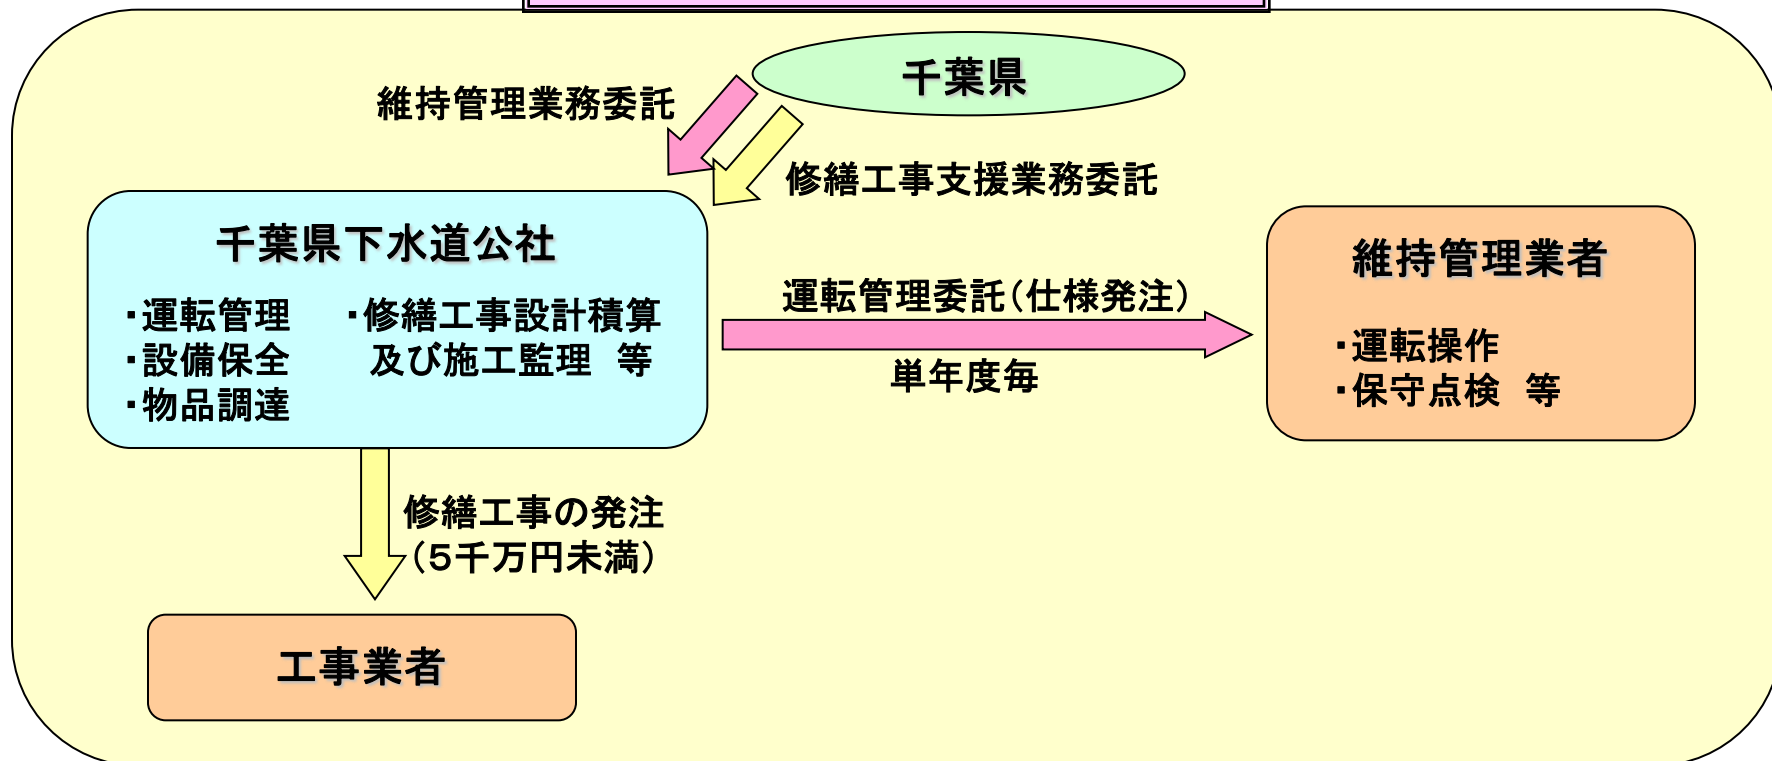 千葉県
維持管理業務委託
修繕工事支援業務委託
千葉県下水道公社
・運転管理
・設備保全
・物品調達
・修繕工事設計積算
及び施工監理　等
運転管理委託（仕様発注）
単年度毎
維持管理業者
・運転操作
・保守点検　等
修繕工事の発注
（５千万円未満）
工事業者